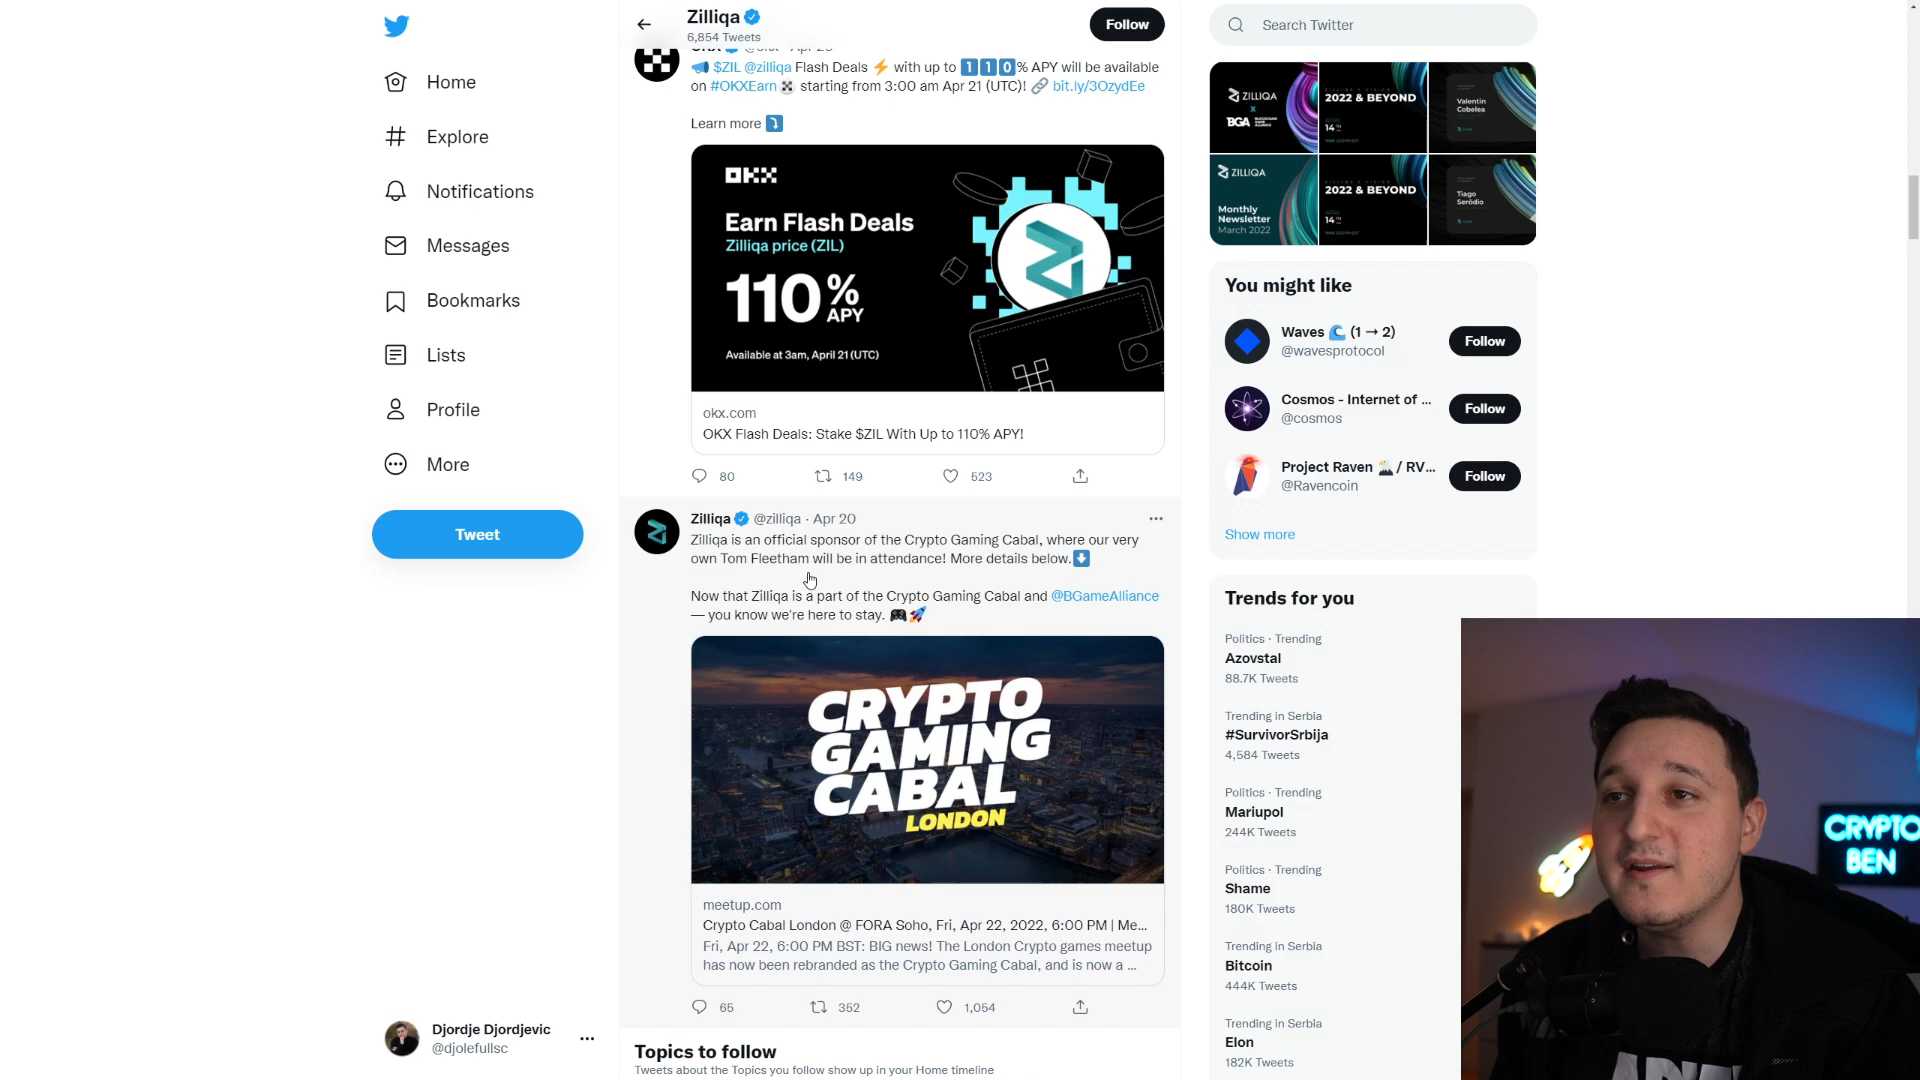 Home
Explore
Notifications
Messages
Bookmarks
Lists
Profile
More
Tweet
Djordje Djordjevic
@djolefullsc
Zilliqa
6,854 Tweets
Follow
$ZIL @zilliqa Flash Deals ⚡ with up to 1️⃣1️⃣0️⃣% APY will be available
on #OKXEarn starting from 3:00 am Apr 21 (UTC)! 🔗 bit.ly/3OzydEe
Learn more ⤵️
OKX
Earn Flash Deals
Zilliqa price (ZIL)
110% APY
Available at 3am, April 21 (UTC)
okx.com
OKX Flash Deals: Stake $ZIL With Up to 110% APY!
80 149 523
Zilliqa @zilliqa · Apr 20
Zilliqa is an official sponsor of the Crypto Gaming Cabal, where our very
own Tom Fleetham will be in attendance! More details below.⬇️
Now that Zilliqa is a part of the Crypto Gaming Cabal and @BGameAlliance
— you know we're here to stay. 🎮🚀
CRYPTO
GAMING
CABAL
LONDON
meetup.com
Crypto Cabal London @ FORA Soho, Fri, Apr 22, 2022, 6:00 PM | Me...
Fri, Apr 22, 6:00 PM BST: BIG news! The London Crypto games meetup
has now been rebranded as the Crypto Gaming Cabal, and is now a ...
65 352 1,054
Topics to follow
Tweets about the Topics you follow show up in your Home timeline
Search Twitter
ZILLIQA
x
BGA
2022 & BEYOND
14TH
Valentin
Cobelea
ZILLIQA
Monthly
Newsletter
March 2022
2022 & BEYOND
14TH
Tiago
Serôdio
You might like
Waves 🌊 (1 → 2)
@wavesprotocol
Follow
Cosmos - Internet of ...
@cosmos
Follow
Project Raven / RV...
@Ravencoin
Follow
Show more
Trends for you
Politics · Trending
Azovstal
88.7K Tweets
Trending in Serbia
#SurvivorSrbija
4,584 Tweets
Politics · Trending
Mariupol
244K Tweets
Politics · Trending
Shame
180K Tweets
Trending in Serbia
Bitcoin
444K Tweets
Trending in Serbia
Elon
182K Tweets
CRYPTO
BEN